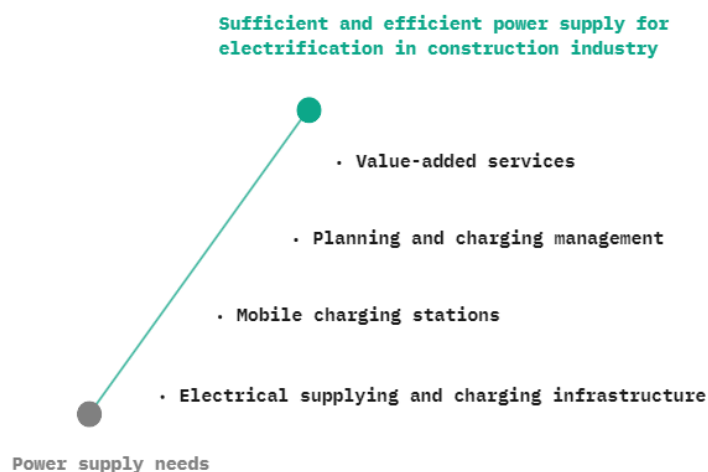 Sufficient and efficient power supply for
electrification in construction industry
· Value-added services
· Planning and charging management
· Mobile charging stations
· Electrical supplying and charging infrastructure
Power supply needs